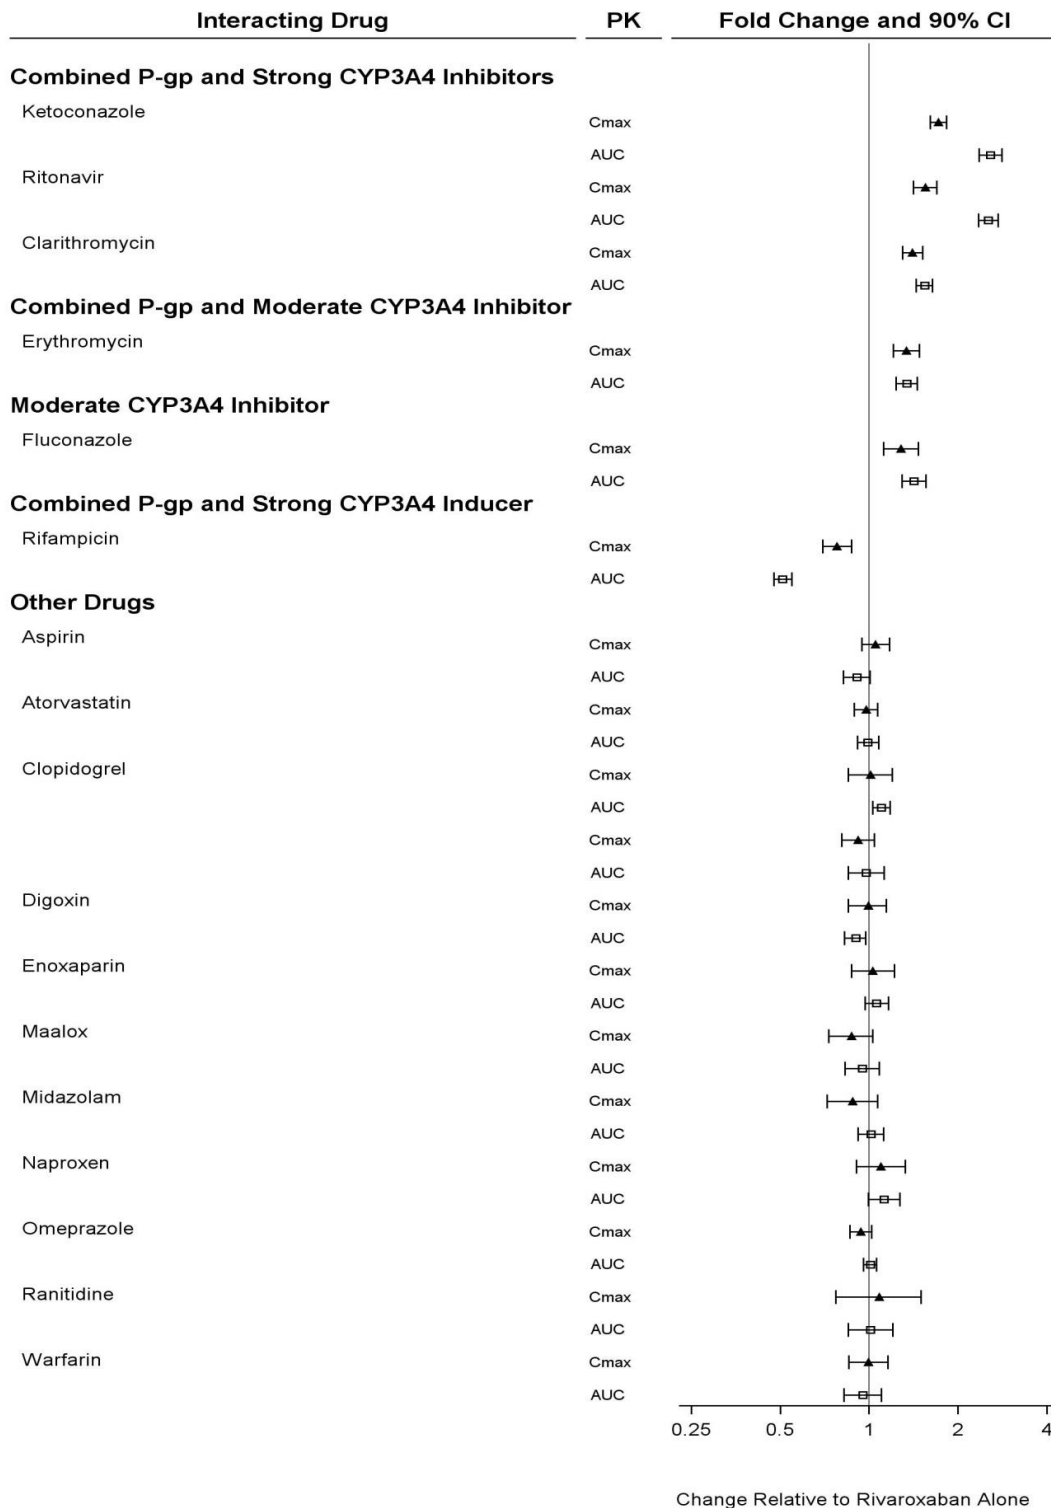 Interacting Drug PK Fold Change and 90% CI
Combined P-gp and Strong CYP3A4 Inhibitors
Ketoconazole
Cmax
AUC
Ritonavir
Cmax
AUC
Clarithromycin
Cmax
AUC
Combined P-gp and Moderate CYP3A4 Inhibitor
Erythromycin
Cmax
AUC
Moderate CYP3A4 Inhibitor
Fluconazole
Cmax
AUC
Combined P-gp and Strong CYP3A4 Inducer
Rifampicin
Cmax
AUC
Other Drugs
Aspirin
Cmax
AUC
Atorvastatin
Cmax
AUC
Clopidogrel
Cmax
AUC
Cmax
AUC
Digoxin
Cmax
AUC
Enoxaparin
Cmax
AUC
Maalox
Cmax
AUC
Midazolam
Cmax
AUC
Naproxen
Cmax
AUC
Omeprazole
Cmax
AUC
Ranitidine
Cmax
AUC
Warfarin
Cmax
AUC
0.25 0.5 1 2 4
Change Relative to Rivaroxaban Alone